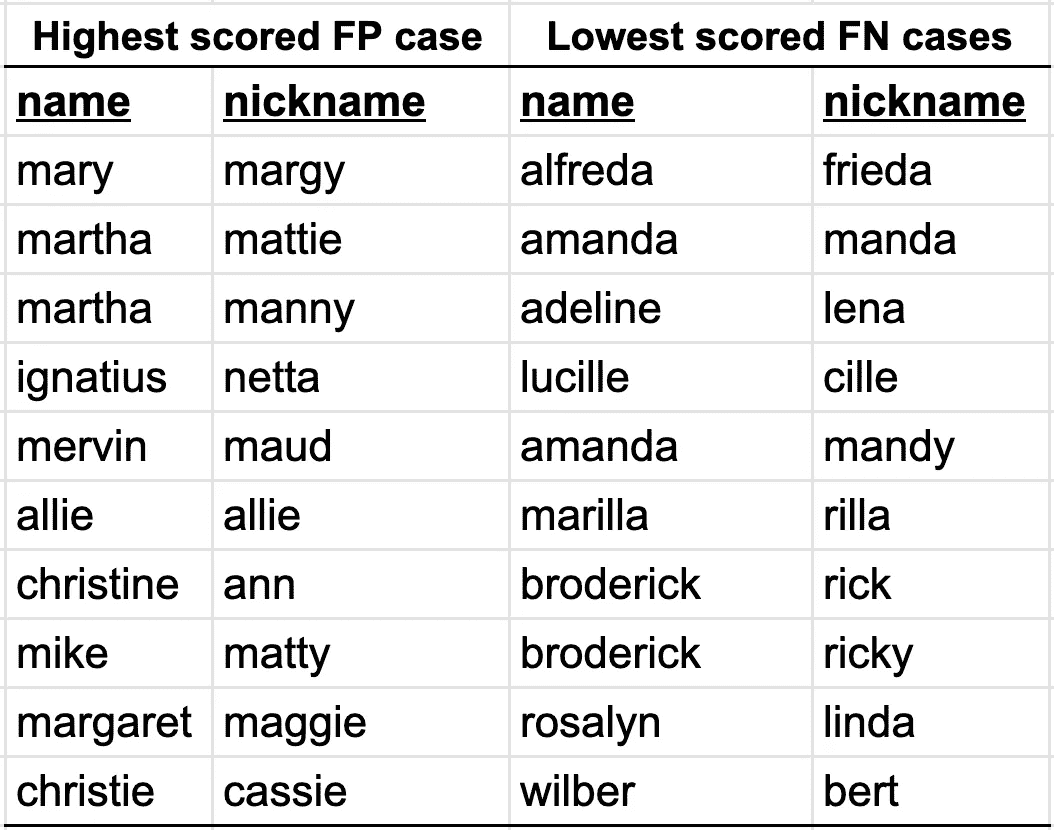 Highest scored FP case Lowest scored FN cases
name nickname name nickname
mary margy alfreda frieda
martha mattie amanda manda
martha manny adeline lena
ignatius netta lucille cille
mervin maud amanda mandy
allie allie marilla rilla
christine ann broderick rick
mike matty broderick ricky
margaret maggie rosalyn linda
christie cassie wilber bert